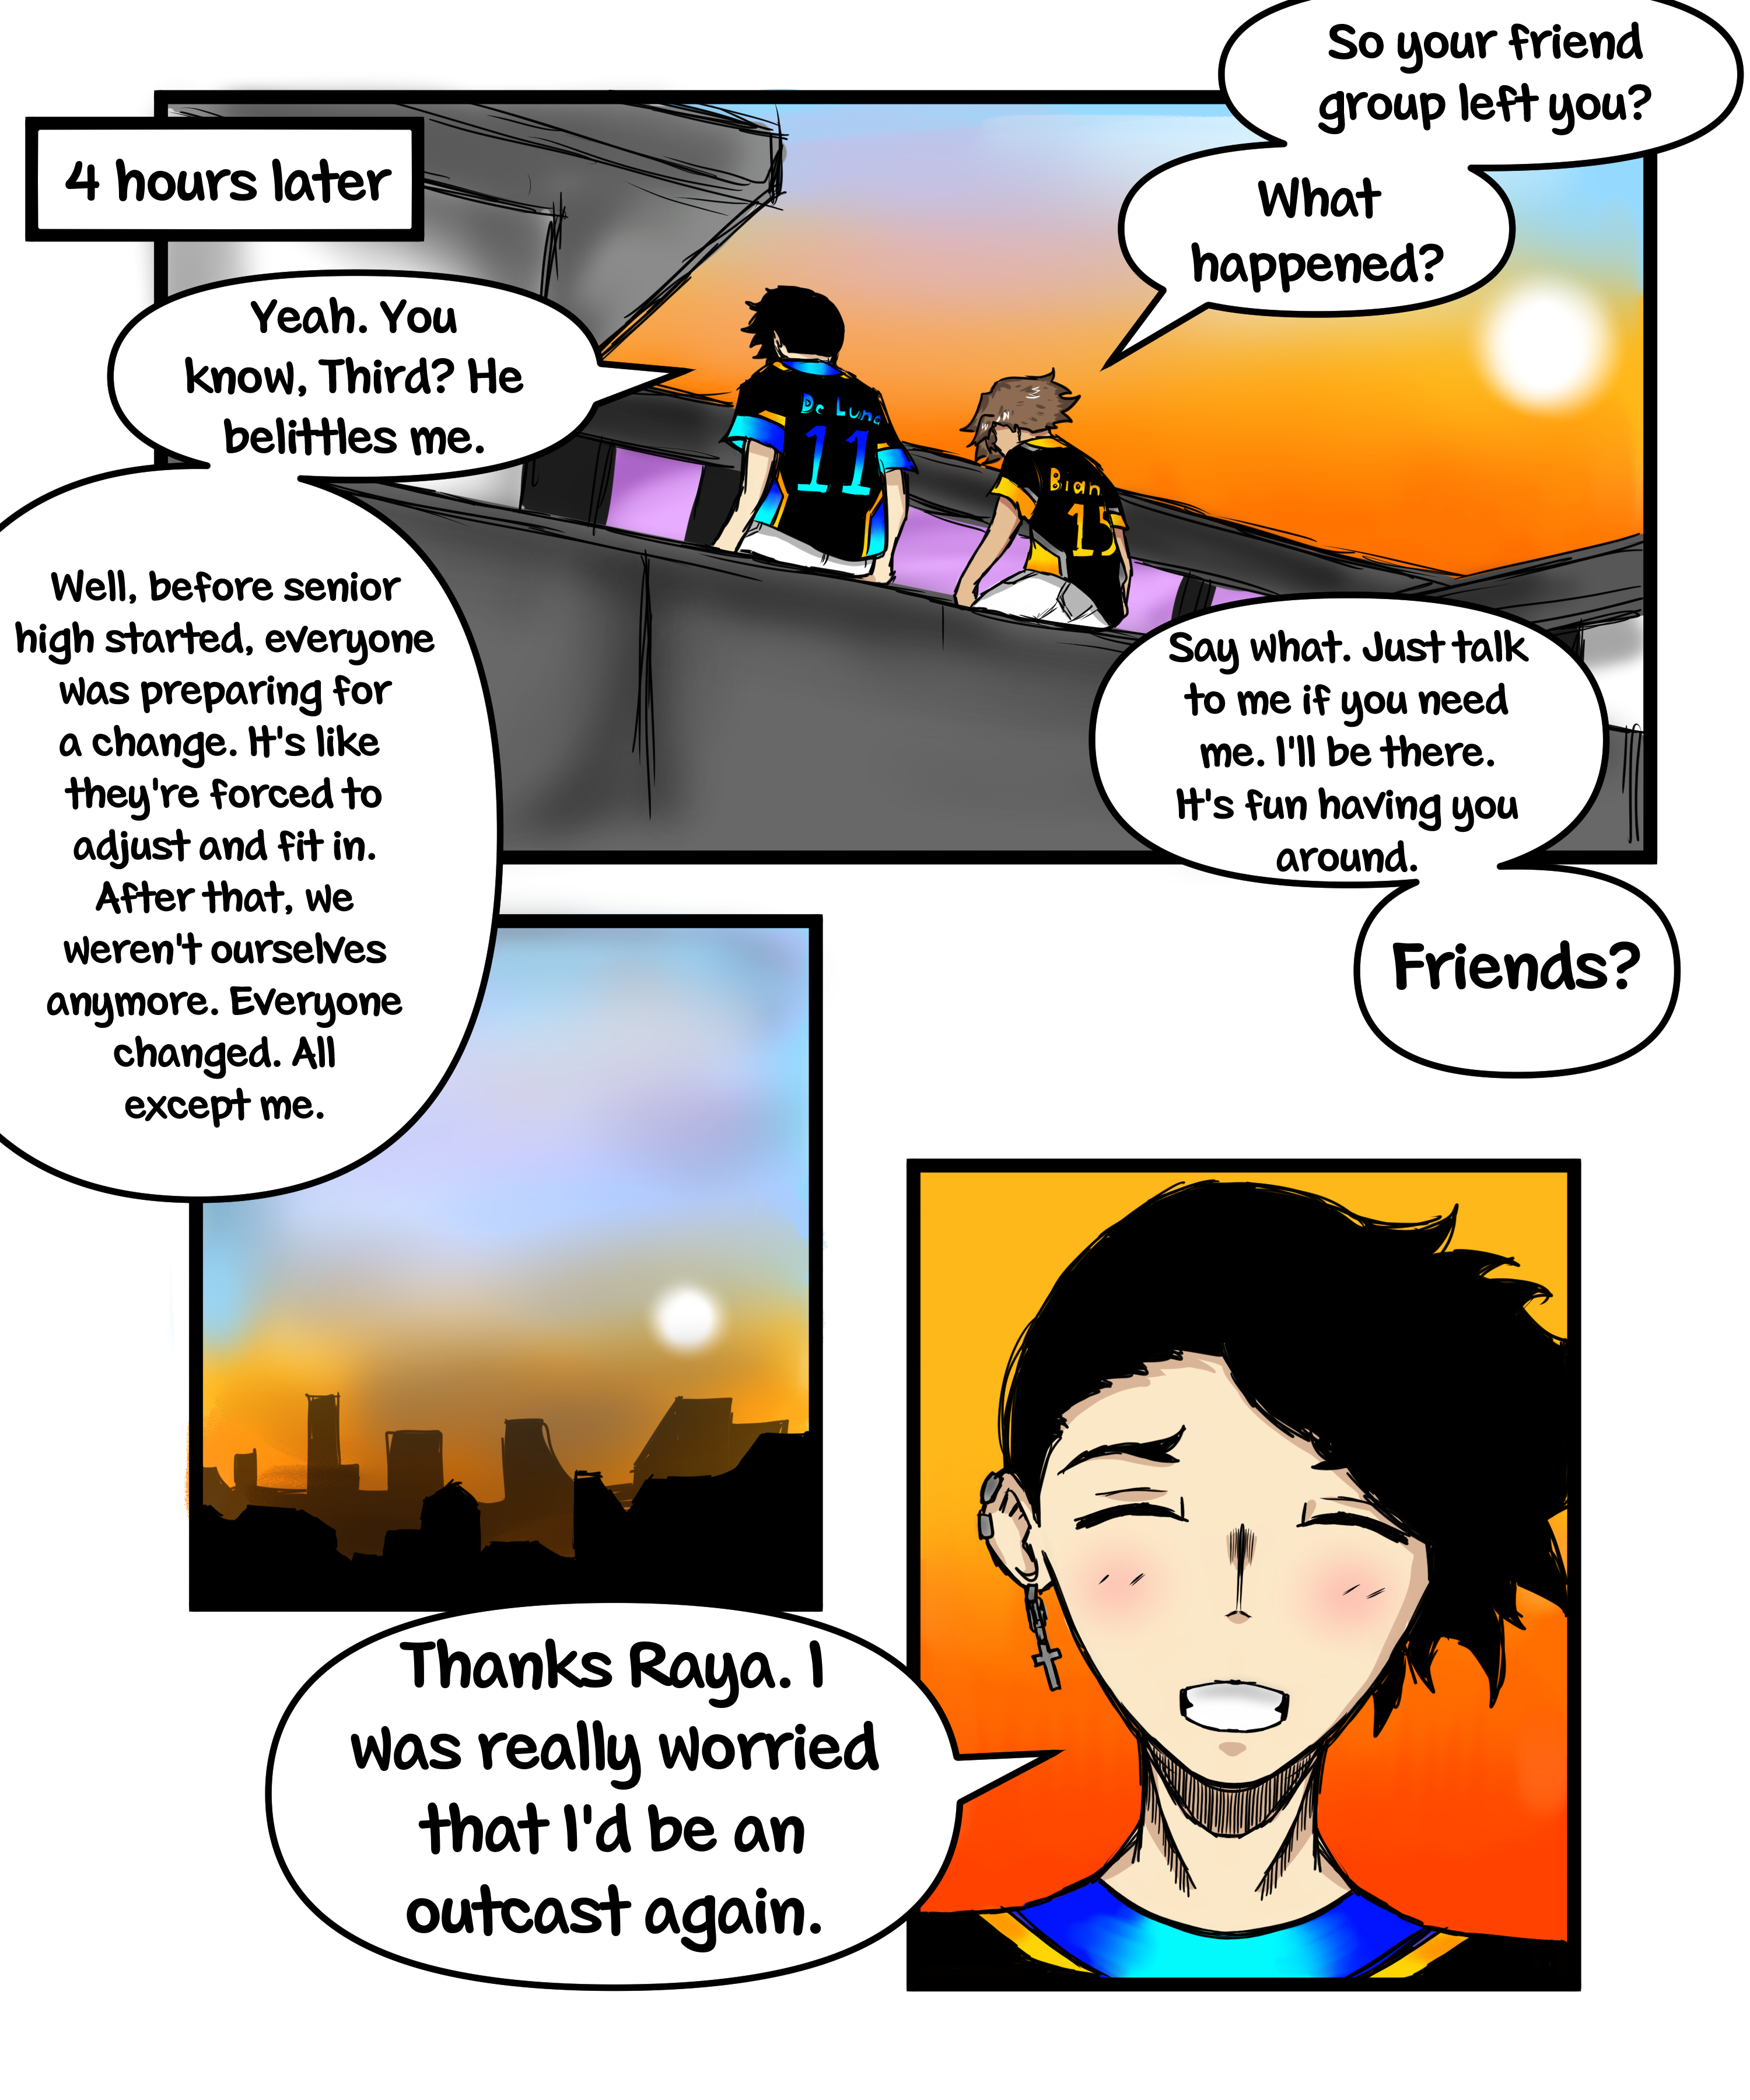 4 hours later
So your friend
group left you?
What
happened?
Yeah. You
know, Third? He
belittles me.
Well, before senior
high started, everyone
was preparing for
a change. It's like
they're forced to
adjust and fit in.
After that, we
weren't ourselves
anymore. Everyone
changed. All
except me.
De Luna
11
Bian
15
Say what. Just talk
to me if you need
me. I'll be there.
It's fun having you
around.
Friends?
Thanks Raya. I
was really worried
that I'd be an
outcast again.